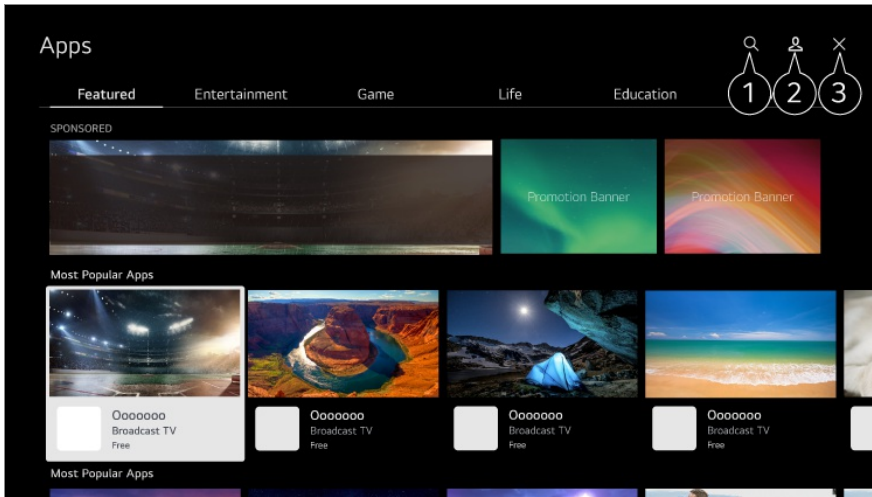 Apps
Featured Entertainment Game Life Education
1 2 3
SPONSORED
Promotion Banner Promotion Banner
Most Popular Apps
Ooooooo Ooooooo Ooooooo Ooooooo
Broadcast TV Broadcast TV Broadcast TV Broadcast TV
Free Free Free Free
Most Popular Apps